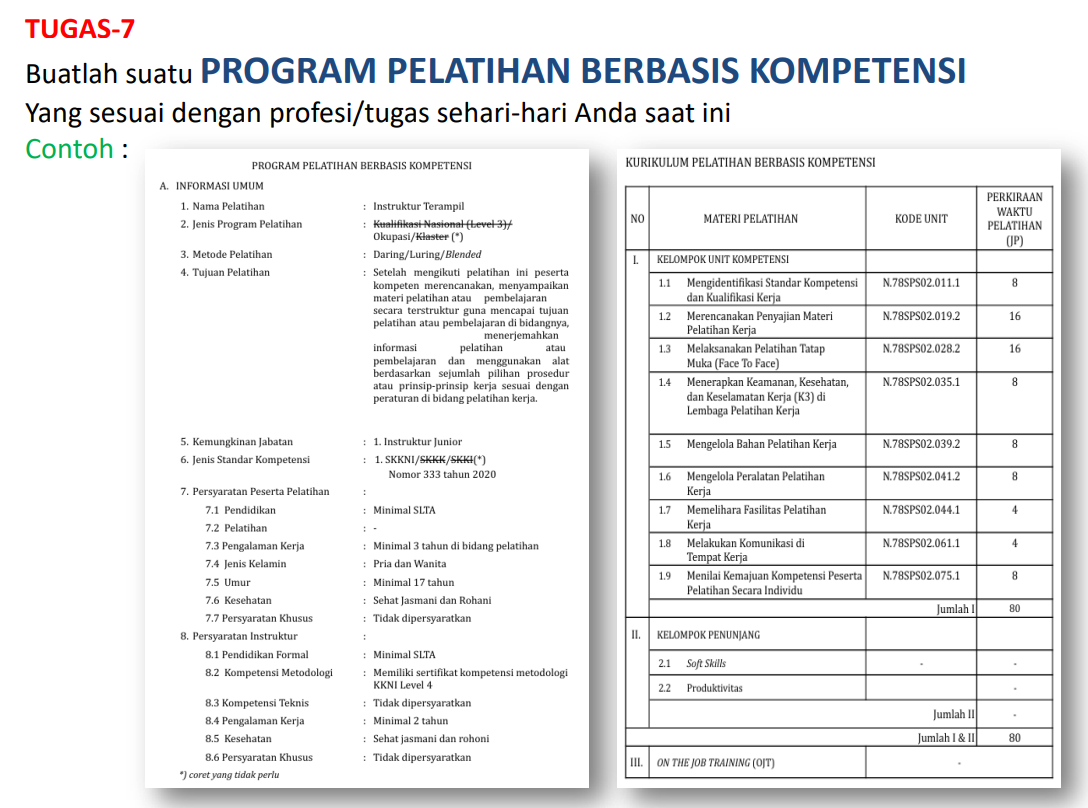 TUGAS-7
Buatlah suatu PROGRAM PELATIHAN BERBASIS KOMPETENSI
Yang sesuai dengan profesi/tugas sehari-hari Anda saat ini
Contoh :
PROGRAM PELATIHAN BERBASIS KOMPETENSI
A. INFORMASI UMUM
1. Nama Pelatihan : Instruktur Terampil
2. Jenis Program Pelatihan : Kualifikasi Nasional (Level 3)/
Okupasi/Klaster (*)
3. Metode Pelatihan : Daring/Luring/Blended
4. Tujuan Pelatihan : Setelah mengikuti pelatihan ini peserta
kompeten merencanakan, menyampaikan
materi pelatihan atau pembelajaran
secara terstruktur guna mencapai tujuan
pelatihan atau pembelajaran di bidangnya,
menerjemahkan
informasi pelatihan atau
pembelajaran dan menggunakan alat
berdasarkan sejumlah pilihan prosedur
atau prinsip-prinsip kerja sesuai dengan
peraturan di bidang pelatihan kerja.
5. Kemungkinan Jabatan : 1. Instruktur Junior
6. Jenis Standar Kompetensi : 1. SKKNI/SKKK/SKKI(*)
Nomor 333 tahun 2020
7. Persyaratan Peserta Pelatihan :
7.1 Pendidikan : Minimal SLTA
7.2 Pelatihan : -
7.3 Pengalaman Kerja : Minimal 3 tahun di bidang pelatihan
7.4 Jenis Kelamin : Pria dan Wanita
7.5 Umur : Minimal 17 tahun
7.6 Kesehatan : Sehat Jasmani dan Rohani
7.7 Persyaratan Khusus : Tidak dipersyaratkan
8. Persyaratan Instruktur :
8.1 Pendidikan Formal : Minimal SLTA
8.2 Kompetensi Metodologi : Memiliki sertifikat kompetensi metodologi
KKNI Level 4
8.3 Kompetensi Teknis : Tidak dipersyaratkan
8.4 Pengalaman Kerja : Minimal 2 tahun
8.5 Kesehatan : Sehat jasmani dan rohoni
8.6 Persyaratan Khusus : Tidak dipersyaratkan
*) coret yang tidak perlu
KURIKULUM PELATIHAN BERBASIS KOMPETENSI
NO MATERI PELATIHAN KODE UNIT PERKIRAAN
WAKTU
PELATIHAN
(JP)
I. KELOMPOK UNIT KOMPETENSI
1.1 Mengidentifikasi Standar Kompetensi N.78SPS02.011.1 8
dan Kualifikasi Kerja
1.2 Merencanakan Penyajian Materi N.78SPS02.019.2 16
Pelatihan Kerja
1.3 Melaksanakan Pelatihan Tatap N.78SPS02.028.2 16
Muka (Face To Face)
1.4 Menerapkan Keamanan, Kesehatan, N.78SPS02.035.1 8
dan Keselamatan Kerja (K3) di
Lembaga Pelatihan Kerja
1.5 Mengelola Bahan Pelatihan Kerja N.78SPS02.039.2 8
1.6 Mengelola Peralatan Pelatihan N.78SPS02.041.2 8
Kerja
1.7 Memelihara Fasilitas Pelatihan N.78SPS02.044.1 4
Kerja
1.8 Melakukan Komunikasi di N.78SPS02.061.1 4
Tempat Kerja
1.9 Menilai Kemajuan Kompetensi Peserta N.78SPS02.075.1 8
Pelatihan Secara Individu
Jumlah I 80
II. KELOMPOK PENUNJANG
2.1 Soft Skills - -
2.2 Produktivitas -
Jumlah II -
Jumlah I & II 80
III. ON THE JOB TRAINING (OJT) -